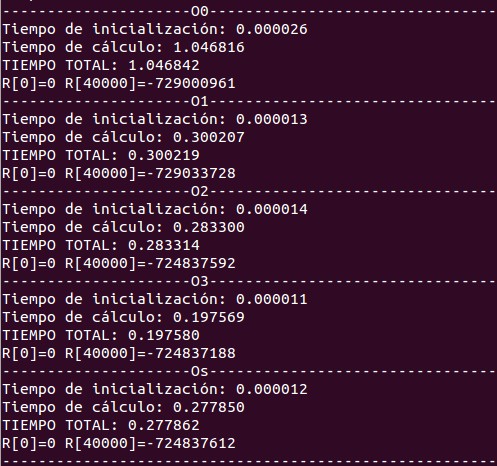 ---------------------O0---------------------------------
Tiempo de inicialización: 0.000026
Tiempo de cálculo: 1.046816
TIEMPO TOTAL: 1.046842
R[0]=0 R[40000]=-729000961
---------------------O1---------------------------------
Tiempo de inicialización: 0.000013
Tiempo de cálculo: 0.300207
TIEMPO TOTAL: 0.300219
R[0]=0 R[40000]=-729033728
---------------------O2---------------------------------
Tiempo de inicialización: 0.000014
Tiempo de cálculo: 0.283300
TIEMPO TOTAL: 0.283314
R[0]=0 R[40000]=-724837592
---------------------O3---------------------------------
Tiempo de inicialización: 0.000011
Tiempo de cálculo: 0.197569
TIEMPO TOTAL: 0.197580
R[0]=0 R[40000]=-724837188
---------------------Os---------------------------------
Tiempo de inicialización: 0.000012
Tiempo de cálculo: 0.277850
TIEMPO TOTAL: 0.277862
R[0]=0 R[40000]=-724837612
--------------------------------------------------------